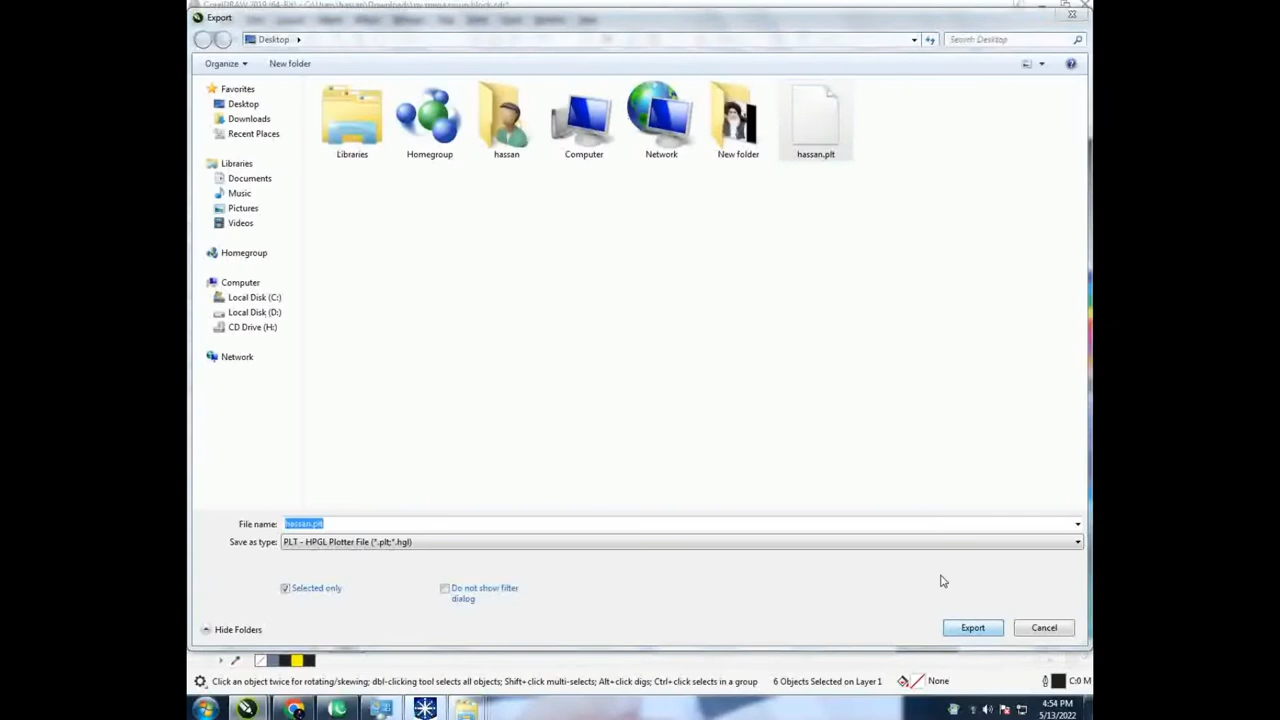 Export
Desktop
Search Desktop
Organize
New folder
Favorites
Desktop
Downloads
Recent Places
Libraries
Documents
Music
Pictures
Videos
Homegroup
Computer
Local Disk (C:)
Local Disk (D:)
CD Drive (H:)
Network
Libraries
Homegroup
hassan
Computer
Network
New folder
hassan.plt
File name: hassan.plt
Save as type: PLT - HPGL Plotter File (*.plt;*.hgl)
Selected only
Do not show filter
dialog
Hide Folders
Export
Cancel
Click an object twice for rotating/skewing; dbl-clicking tool selects all objects; Shift+click multi-selects; Alt+click digs; Ctrl+click selects in a group
6 Objects Selected on Layer 1
None
C:0 M
4:54 PM
5/13/2022